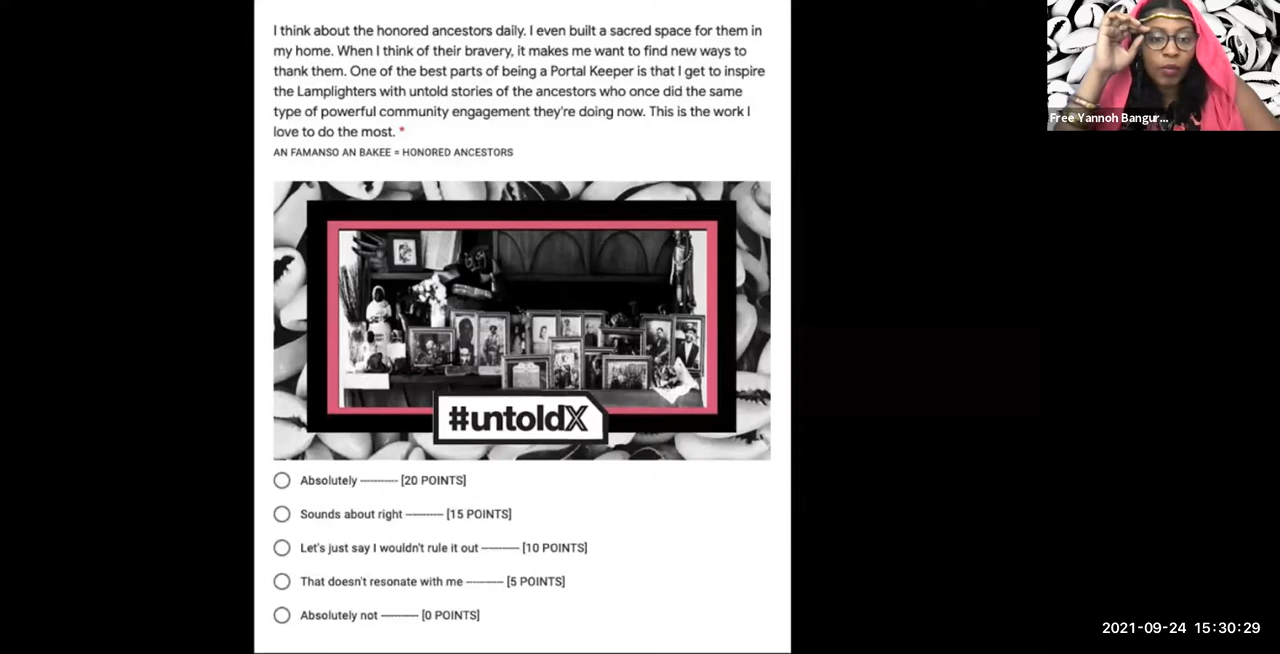 I think about the honored ancestors daily. I even built a sacred space for them in
my home. When I think of their bravery, it makes me want to find new ways to
thank them. One of the best parts of being a Portal Keeper is that I get to inspire
the Lamplighters with untold stories of the ancestors who once did the same
type of powerful community engagement they're doing now. This is the work I
love to do the most. *
AN FAMANSO AN BAKEE = HONORED ANCESTORS
#untoldX
Absolutely ---------- [20 POINTS]
Sounds about right ---------- [15 POINTS]
Let's just say I wouldn't rule it out ---------- [10 POINTS]
That doesn't resonate with me ---------- [5 POINTS]
Absolutely not ---------- [0 POINTS]
Free Yannoh Bangur...
2021-09-24 15:30:29